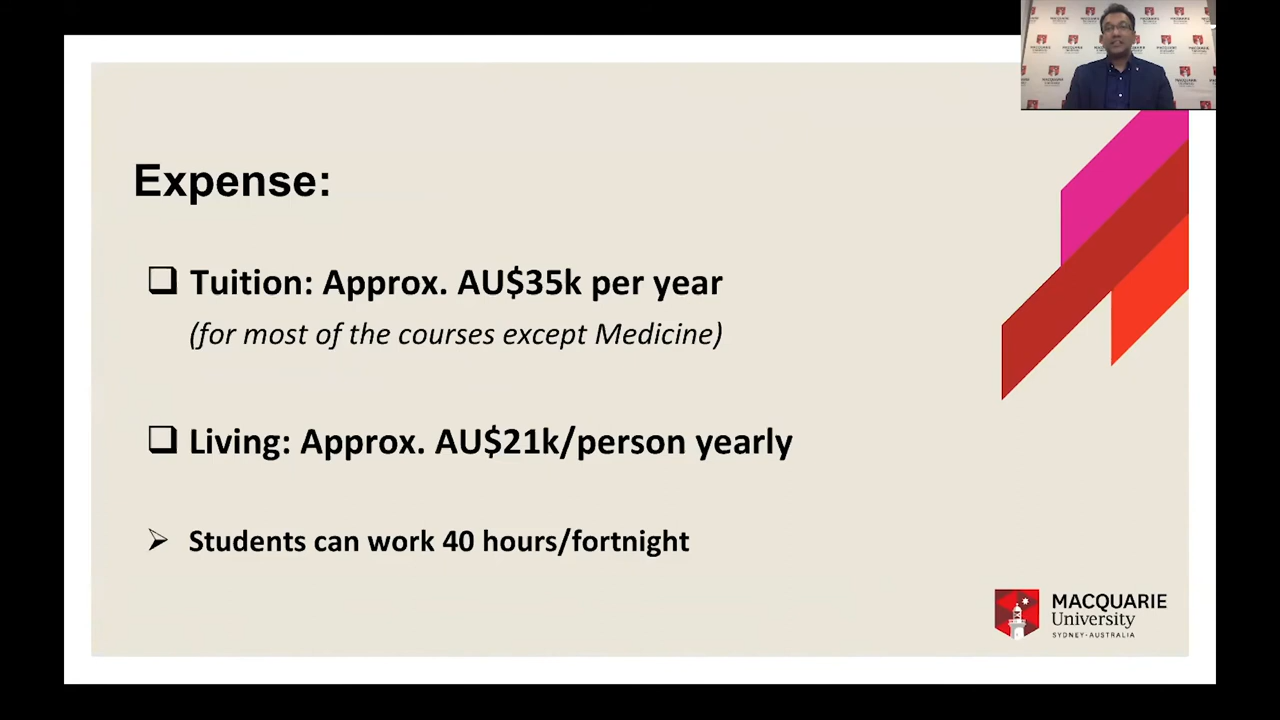 Expense:
Tuition: Approx. AU$35k per year
(for most of the courses except Medicine)
Living: Approx. AU$21k/person yearly
Students can work 40 hours/fortnight
MACQUARIE
University
SYDNEY·AUSTRALIA